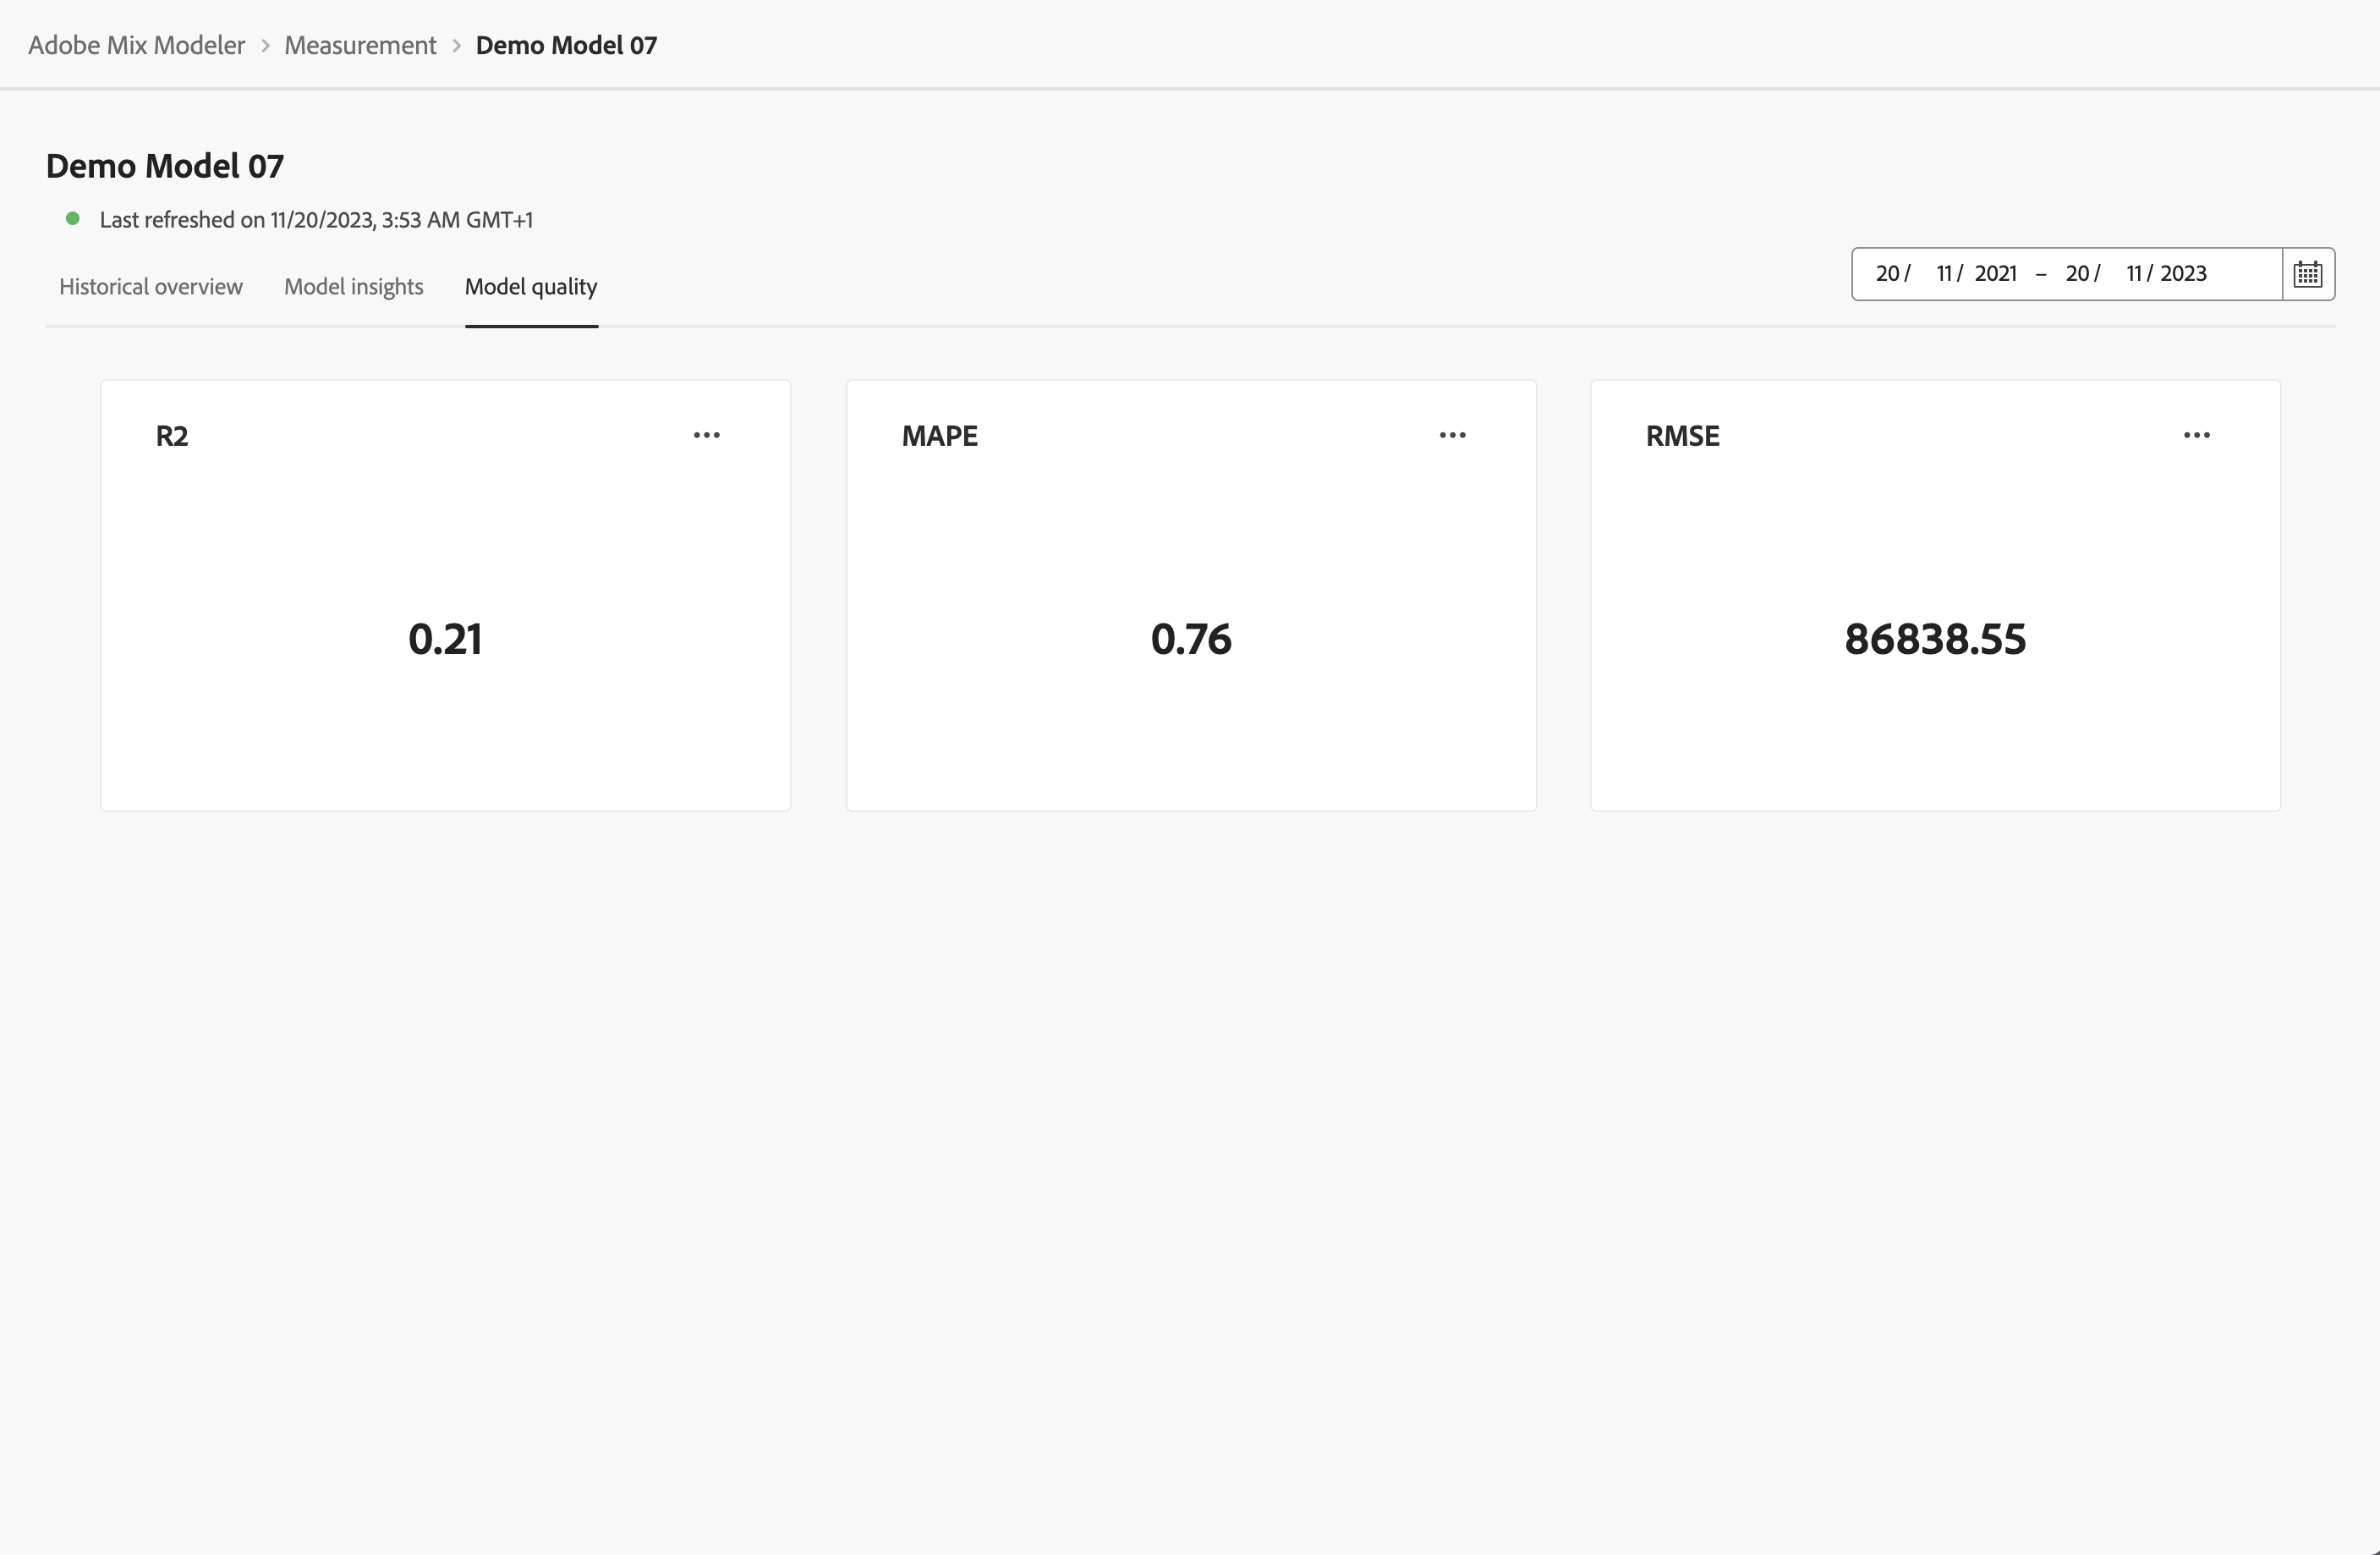 Adobe Mix Modeler > Measurement > Demo Model 07
Demo Model 07
Last refreshed on 11/20/2023, 3:53 AM GMT+1
Historical overview Model insights Model quality
20 / 11 / 2021 – 20 / 11 / 2023
R2
0.21
MAPE
0.76
RMSE
86838.55